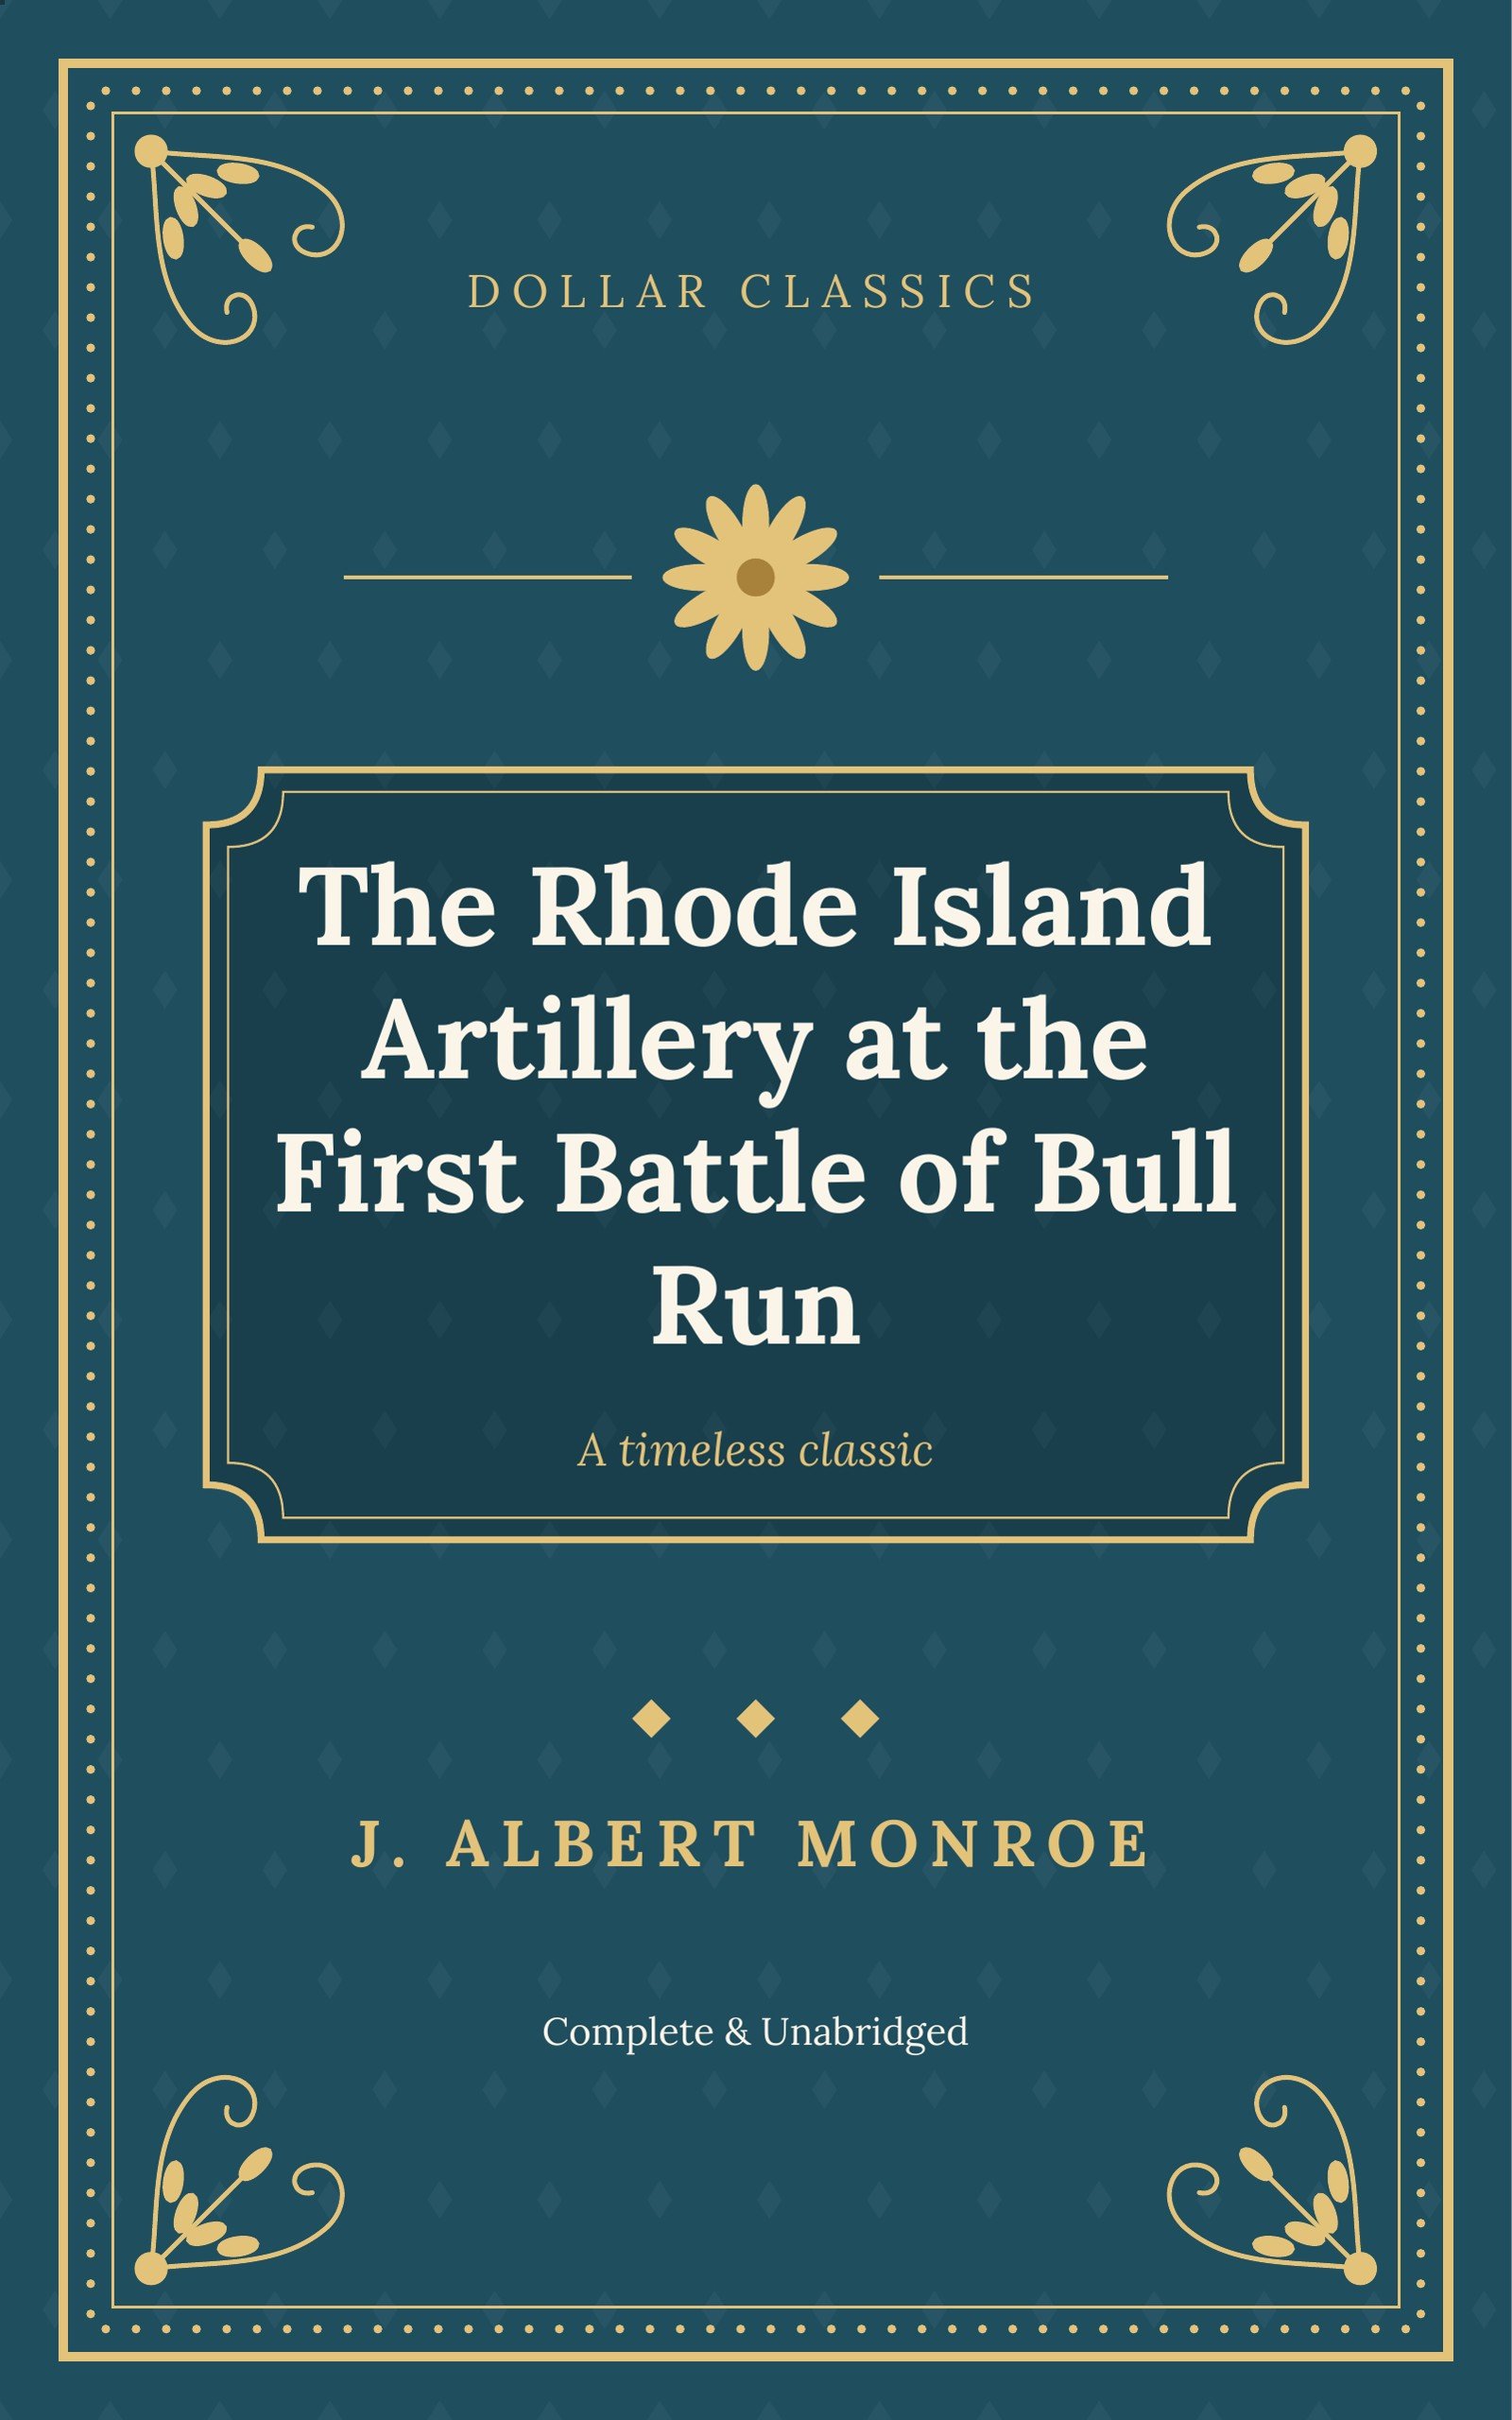 DOLLAR CLASSICS
The Rhode Island
Artillery at the
First Battle of Bull
Run
A timeless classic
J. ALBERT MONROE
Complete & Unabridged